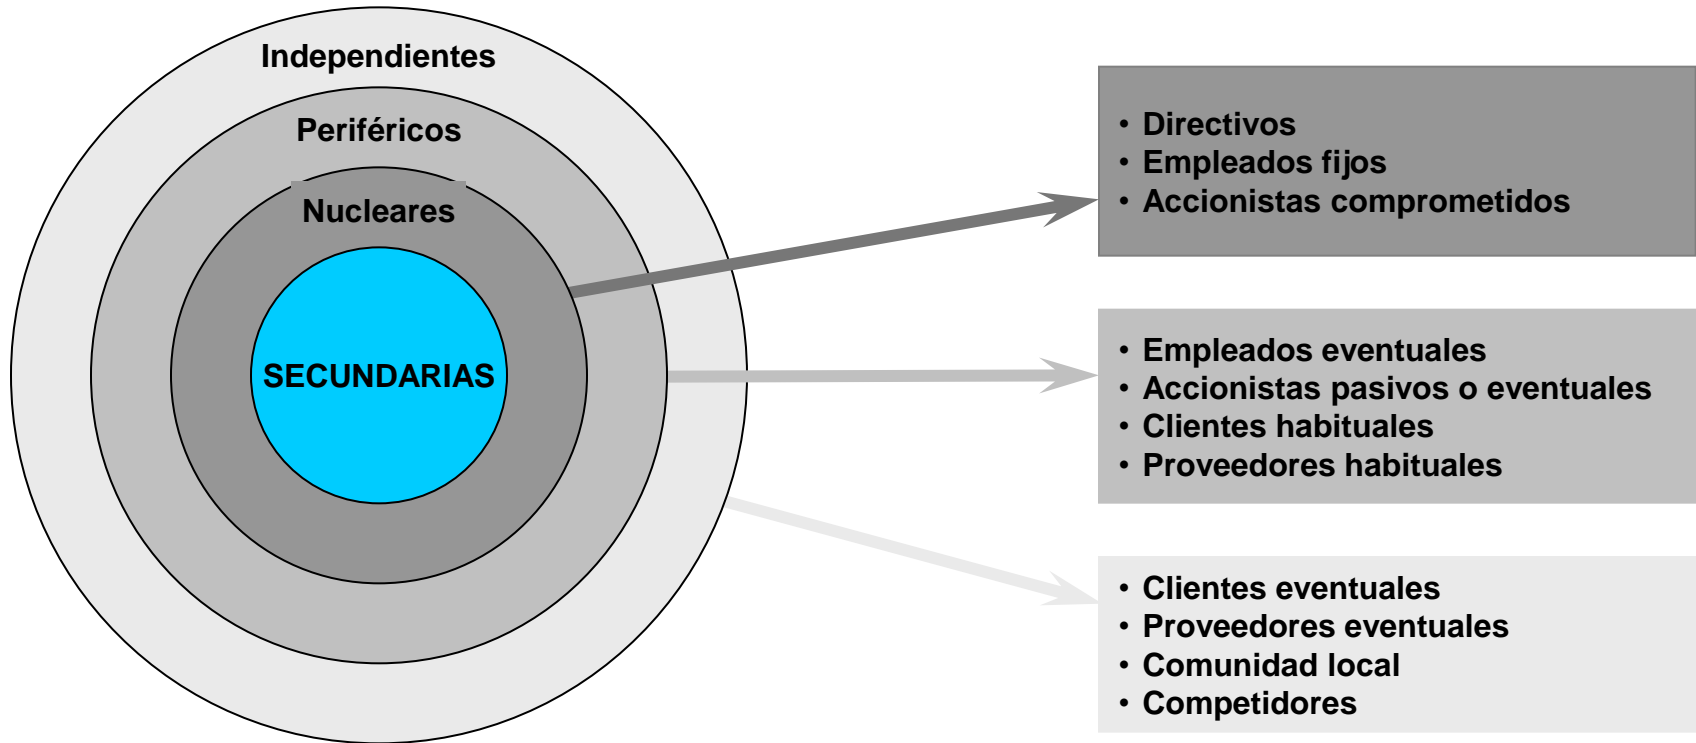 Independientes
Periféricos
Nucleares
SECUNDARIAS
• Directivos
• Empleados fijos
• Accionistas comprometidos
• Empleados eventuales
• Accionistas pasivos o eventuales
• Clientes habituales
• Proveedores habituales
• Clientes eventuales
• Proveedores eventuales
• Comunidad local
• Competidores